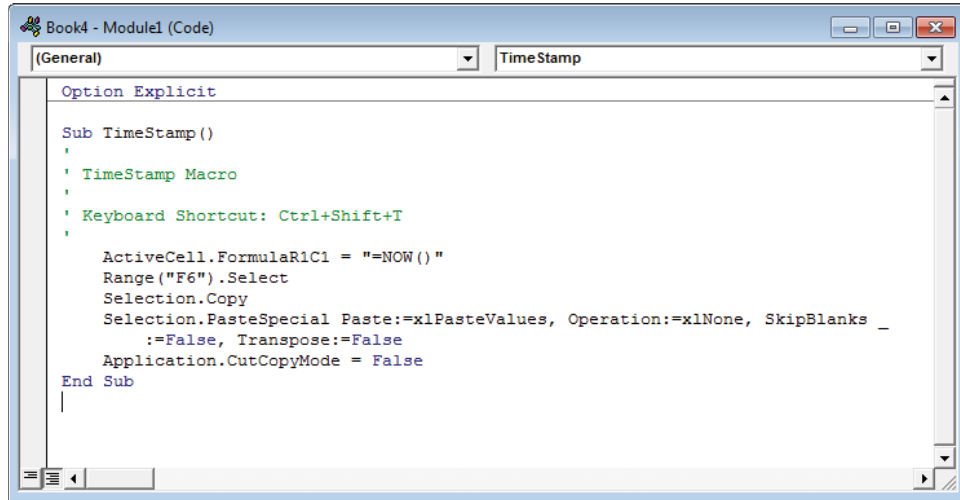 Book4 - Module1 (Code)
(General) TimeStamp
Option Explicit
Sub TimeStamp()
'
' TimeStamp Macro
'
' Keyboard Shortcut: Ctrl+Shift+T
'
    ActiveCell.FormulaR1C1 = "=NOW()"
    Range("F6").Select
    Selection.Copy
    Selection.PasteSpecial Paste:=xlPasteValues, Operation:=xlNone, SkipBlanks _
        :=False, Transpose:=False
    Application.CutCopyMode = False
End Sub